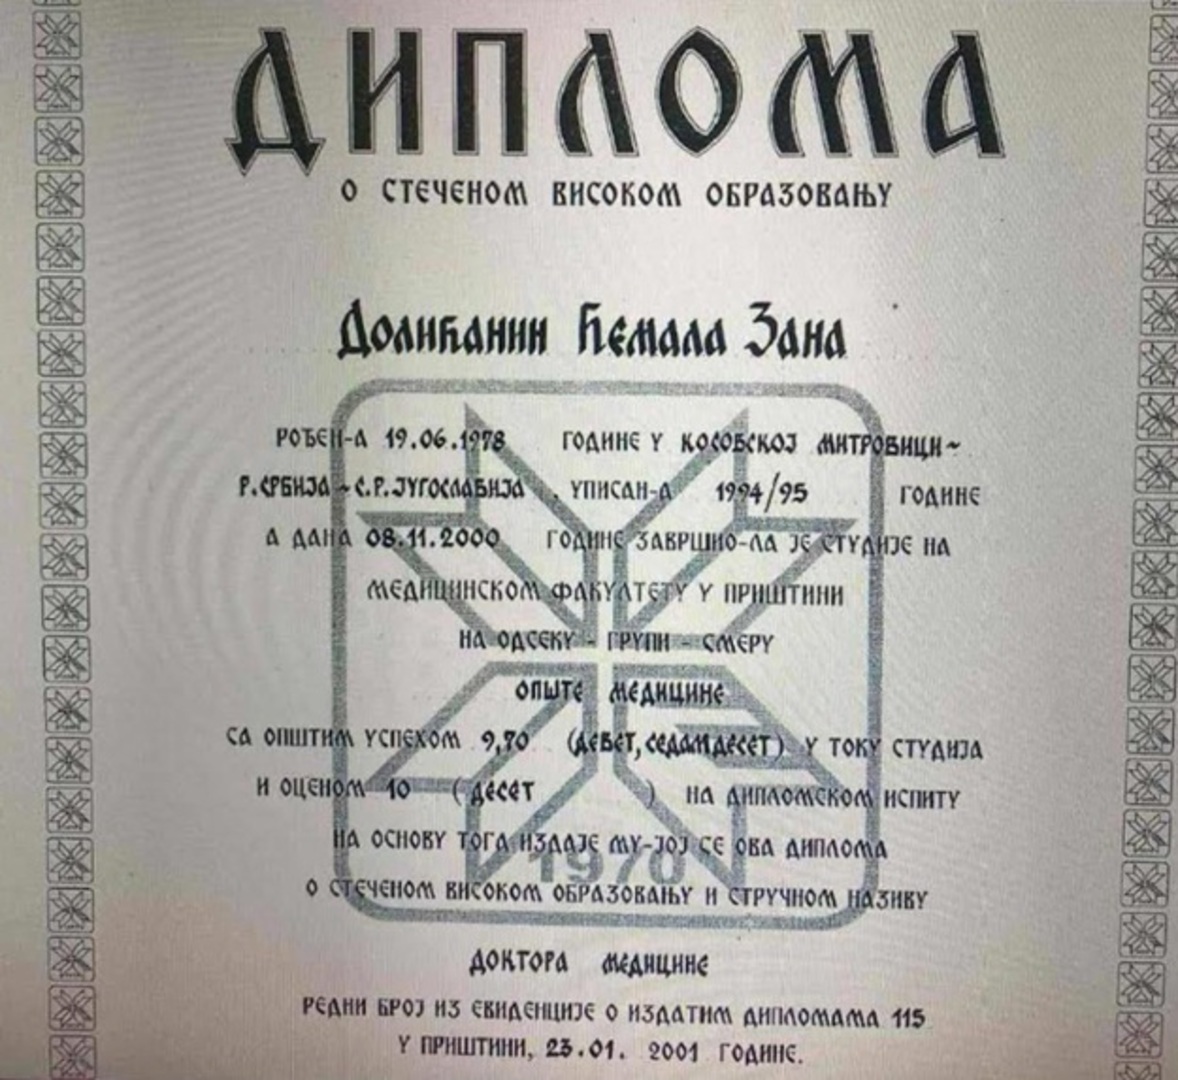 ДИПЛОМА
О СТЕЧЕНОМ ВИСОКОМ ОБРАЗОВАЊУ
Долићанин Ћемала Зана
РОЂЕН-А 19.06.1978 ГОДИНЕ У КОСОВСКОЈ МИТРОВИЦИ~
Р.СРБИЈА~С.Р.ЈУГОСЛАВИЈА . УПИСАН-А 1994/95 ГОДИНЕ
А ДАНА 08.11.2000 ГОДИНЕ ЗАВРШИО-ЛА ЈЕ СТУДИЈЕ НА
МЕДИЦИНСКОМ ФАКУЛТЕТУ У ПРИШТИНИ
НА ОДСЕКУ - ГРУПИ - СМЕРУ
ОПШТЕ МЕДИЦИНЕ
СА ОПШТИМ УСПЕХОМ 9,70 (ДЕВЕТ, СЕДАМДЕСЕТ) У ТОКУ СТУДИЈА
И ОЦЕНОМ 10 (ДЕСЕТ ) НА ДИПЛОМСКОМ ИСПИТУ
НА ОСНОВУ ТОГА ИЗДАЈЕ МУ-ЈОЈ СЕ ОВА ДИПЛОМА
1970
О СТЕЧЕНОМ ВИСОКОМ ОБРАЗОВАЊУ И СТРУЧНОМ НАЗИВУ
ДОКТОРА МЕДИЦИНЕ
РЕДНИ БРОЈ ИЗ ЕВИДЕНЦИЈЕ О ИЗДАТИМ ДИПЛОМАМА 115
У ПРИШТИНИ, 23.01. 2001 ГОДИНЕ.